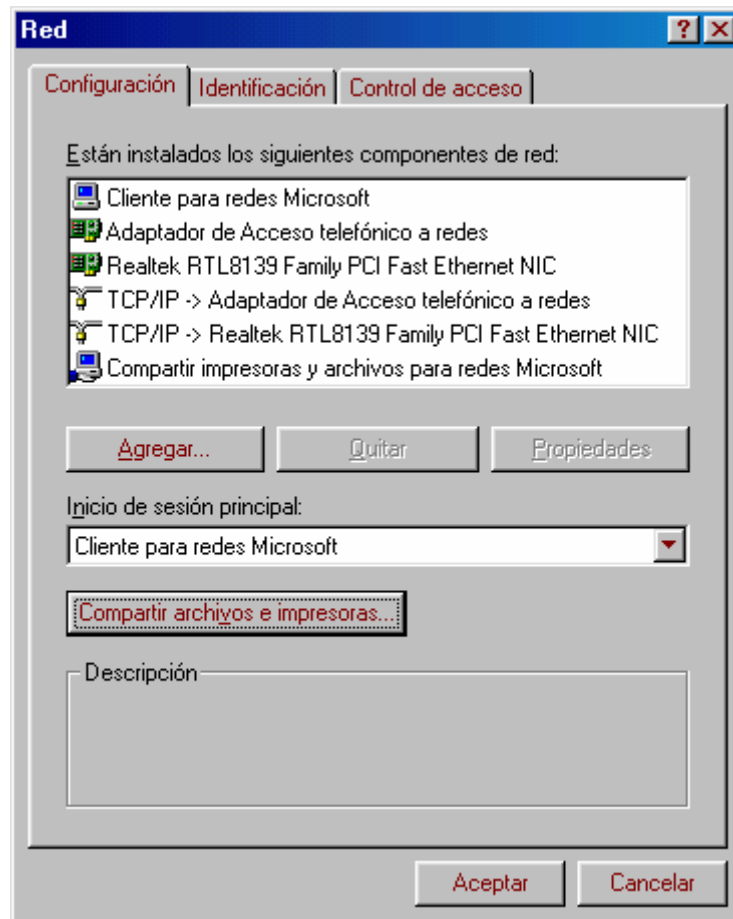 Red
Configuración Identificación Control de acceso
Están instalados los siguientes componentes de red:
Cliente para redes Microsoft
Adaptador de Acceso telefónico a redes
Realtek RTL8139 Family PCI Fast Ethernet NIC
TCP/IP -> Adaptador de Acceso telefónico a redes
TCP/IP -> Realtek RTL8139 Family PCI Fast Ethernet NIC
Compartir impresoras y archivos para redes Microsoft
Agregar... Quitar Propiedades
Inicio de sesión principal:
Cliente para redes Microsoft
Compartir archivos e impresoras...
Descripción
Aceptar Cancelar